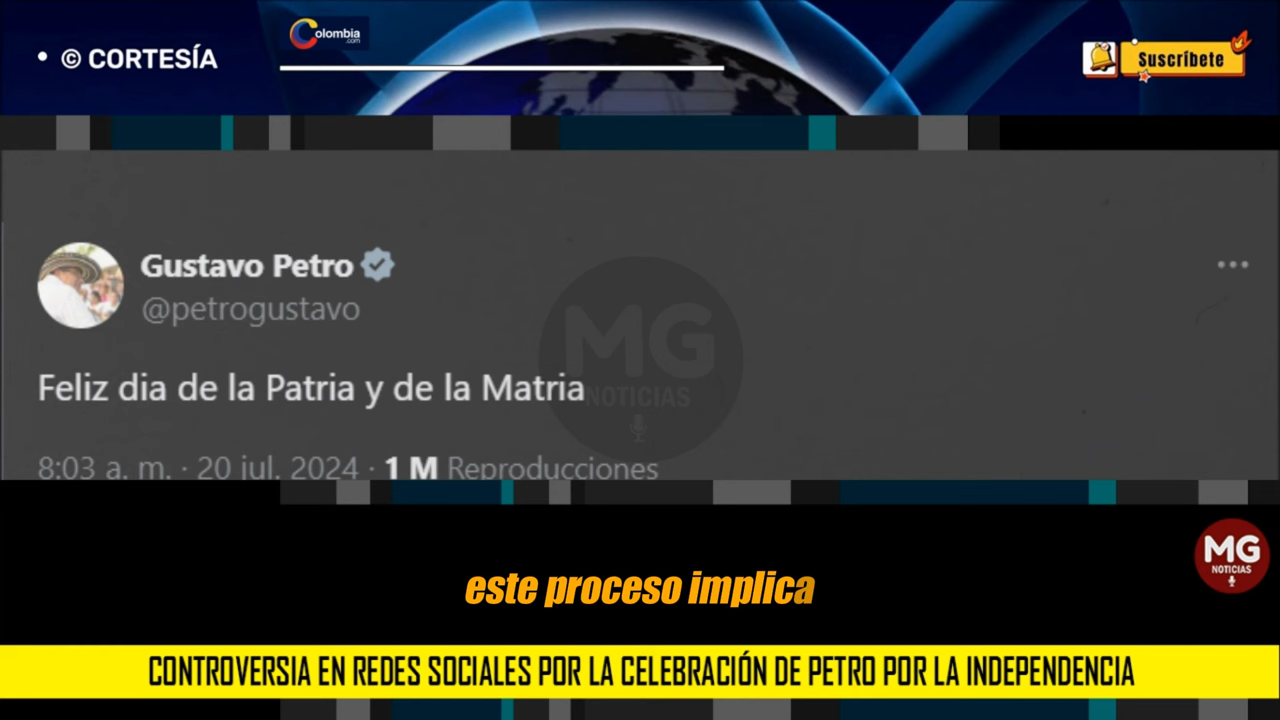 • © CORTESÍA
Colombia
.com
Suscríbete
Gustavo Petro
@petrogustavo
Feliz dia de la Patria y de la Matria
8:03 a. m. · 20 jul. 2024 · 1 M Reproducciones
MG
NOTICIAS
este proceso implica
MG
NOTICIAS
CONTROVERSIA EN REDES SOCIALES POR LA CELEBRACIÓN DE PETRO POR LA INDEPENDENCIA